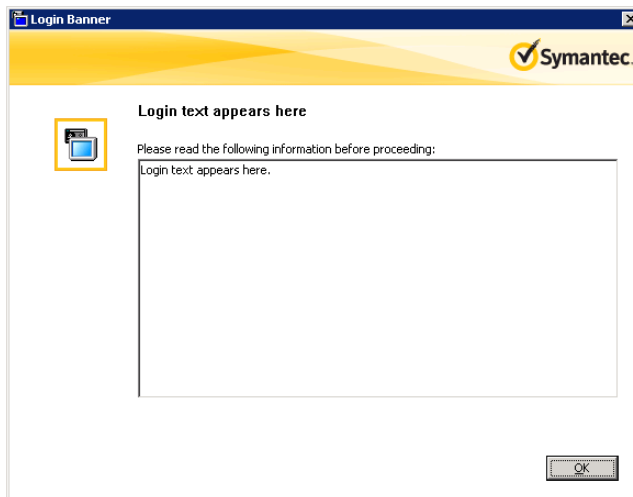 Login Banner
Symantec.
Login text appears here
Please read the following information before proceeding:
Login text appears here.
OK